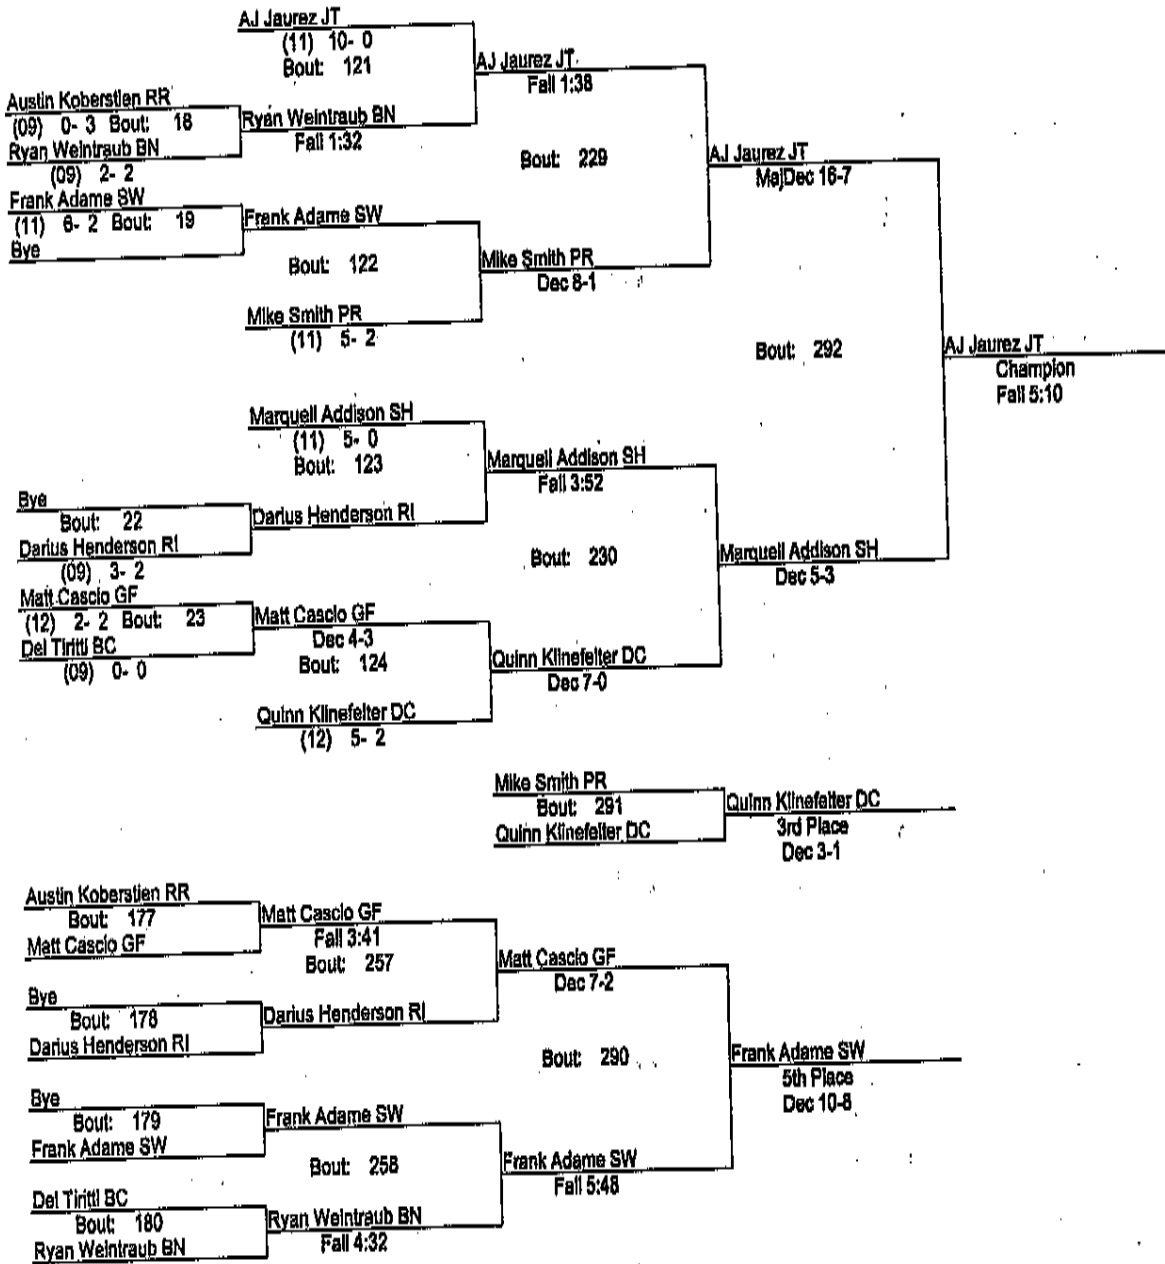 AJ Jaurez JT
(11) 10- 0
Bout: 121
AJ Jaurez JT
Fall 1:38
Austin Koberstien RR
(09) 0- 3 Bout: 18
Ryan Weintraub BN
Fall 1:32
Ryan Weintraub BN
(09) 2- 2
Bout: 229
AJ Jaurez JT
MajDec 16-7
Frank Adame SW
(11) 6- 2 Bout: 19
Frank Adame SW
Bye
Bout: 122
Mike Smith PR
Dec 8-1
Mike Smith PR
(11) 5- 2
Bout: 292
AJ Jaurez JT
Champion
Fall 5:10
Marquell Addison SH
(11) 5- 0
Bout: 123
Marquell Addison SH
Fall 3:52
Bye
Bout: 22
Darius Henderson RI
Darius Henderson RI
(09) 3- 2
Bout: 230
Marquell Addison SH
Dec 5-3
Matt Cascio GF
(12) 2- 2 Bout: 23
Matt Cascio GF
Dec 4-3
Bout: 124
Del Tiritti BC
(09) 0- 0
Quinn Klinefelter DC
Dec 7-0
Quinn Klinefelter DC
(12) 5- 2
Mike Smith PR
Bout: 291
Quinn Klinefelter DC
Quinn Klinefelter DC
3rd Place
Dec 3-1
Austin Koberstien RR
Bout: 177
Matt Cascio GF
Matt Cascio GF
Fall 3:41
Bout: 257
Matt Cascio GF
Dec 7-2
Bye
Bout: 178
Darius Henderson RI
Darius Henderson RI
Bout: 290
Frank Adame SW
5th Place
Dec 10-8
Bye
Bout: 179
Frank Adame SW
Frank Adame SW
Bout: 258
Frank Adame SW
Fall 5:48
Del Tiritti BC
Bout: 180
Ryan Weintraub BN
Ryan Weintraub BN
Fall 4:32